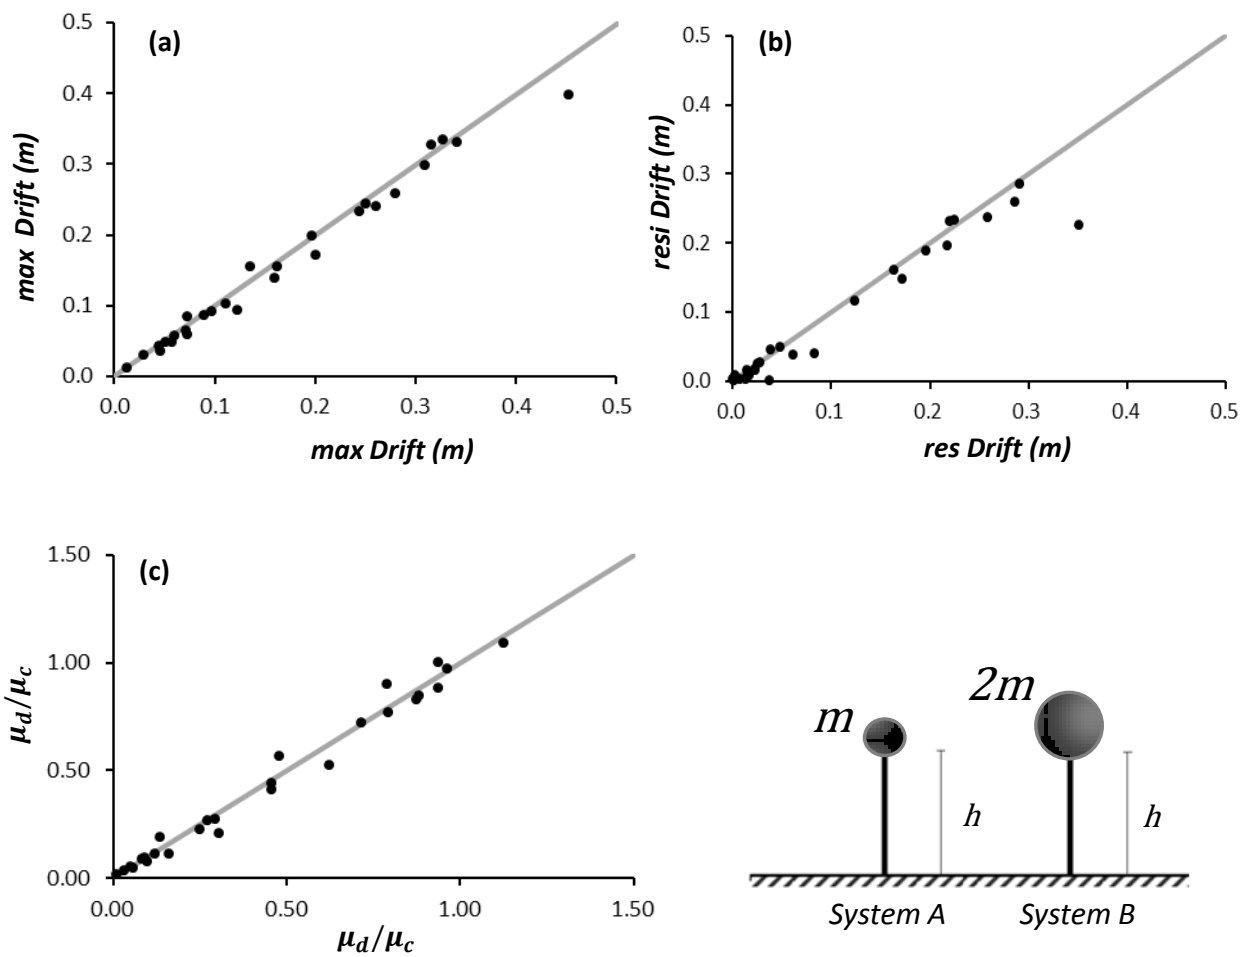 (a)
max Drift (m)
0.5
0.4
0.3
0.2
0.1
0.0
0.0 0.1 0.2 0.3 0.4 0.5
max Drift (m)
(b)
resi Drift (m)
0.5
0.4
0.3
0.2
0.1
0.0
0.0 0.1 0.2 0.3 0.4 0.5
res Drift (m)
(c)
μd/μc
1.50
1.00
0.50
0.00
0.00 0.50 1.00 1.50
μd/μc
m
2m
h
h
System A
System B